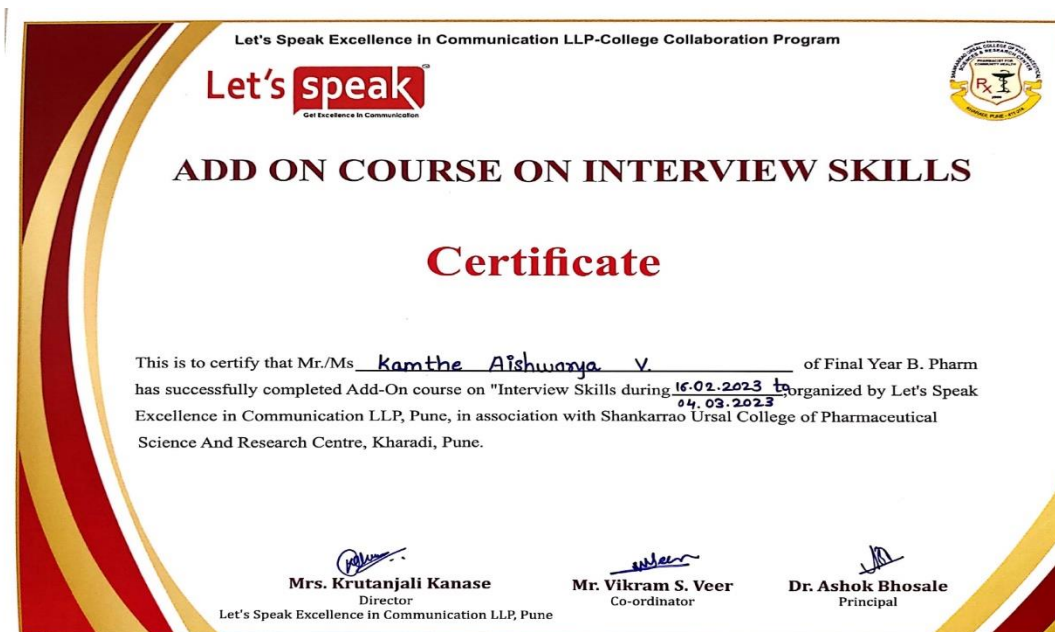 Let's Speak Excellence in Communication LLP-College Collaboration Program
Let's speak
Get Excellence In Communication
PHARMACIST FOR
COMMUNITY HEALTH
Rx
ADD ON COURSE ON INTERVIEW SKILLS
Certificate
This is to certify that Mr./Ms Kamthe Aishwarya V. of Final Year B. Pharm
has successfully completed Add-On course on "Interview Skills during 16.02.2023 to organized by Let's Speak
04.03.2023
Excellence in Communication LLP, Pune, in association with Shankarrao Ursal College of Pharmaceutical
Science And Research Centre, Kharadi, Pune.
Mrs. Krutanjali Kanase
Director
Let's Speak Excellence in Communication LLP, Pune
Mr. Vikram S. Veer
Co-ordinator
Dr. Ashok Bhosale
Principal